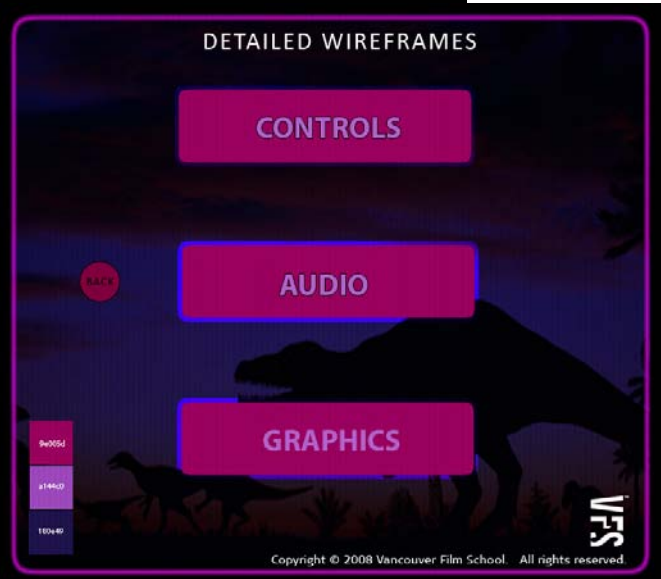 DETAILED WIREFRAMES
CONTROLS
BACK
AUDIO
GRAPHICS
9e005d
a144c0
180e49
VFS
Copyright © 2008 Vancouver Film School. All rights reserved.